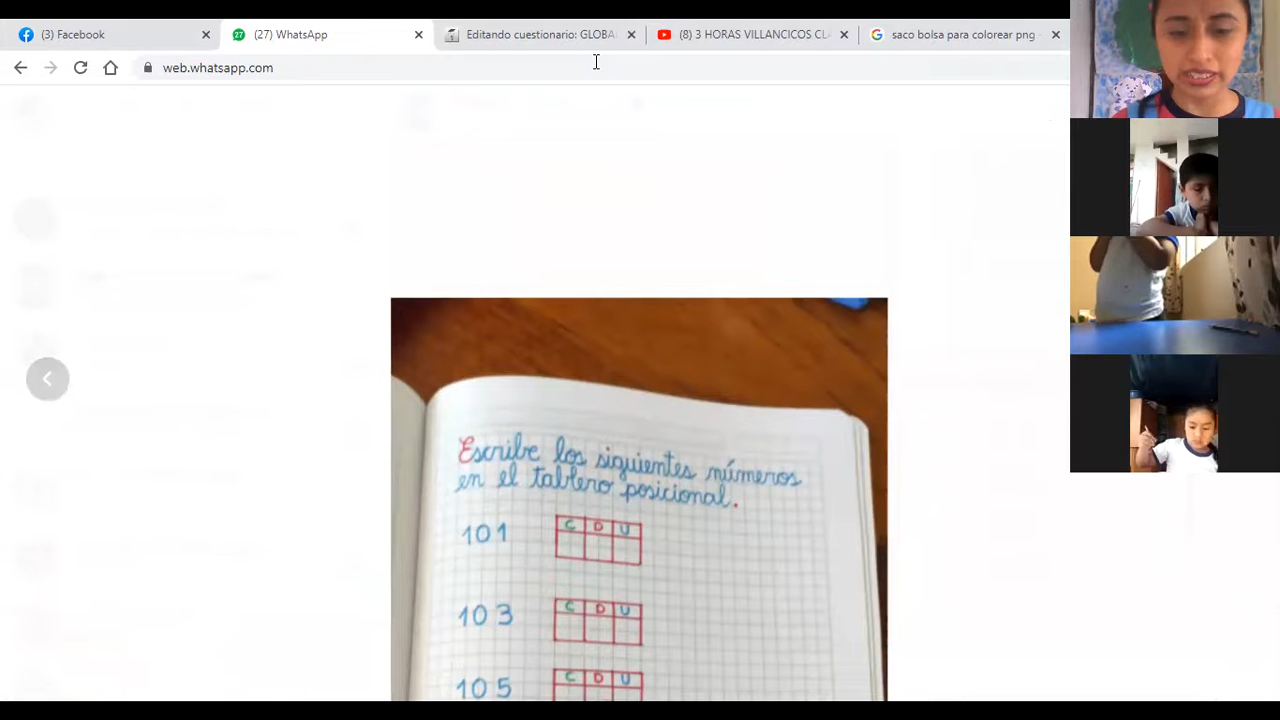 (3) Facebook
(27) WhatsApp
Editando cuestionario: GLOBA
(8) 3 HORAS VILLANCICOS CL
saco bolsa para colorear png -
web.whatsapp.com
Escribe los siguientes números
en el tablero posicional.
101 C D U
103 C D U
105 C D U